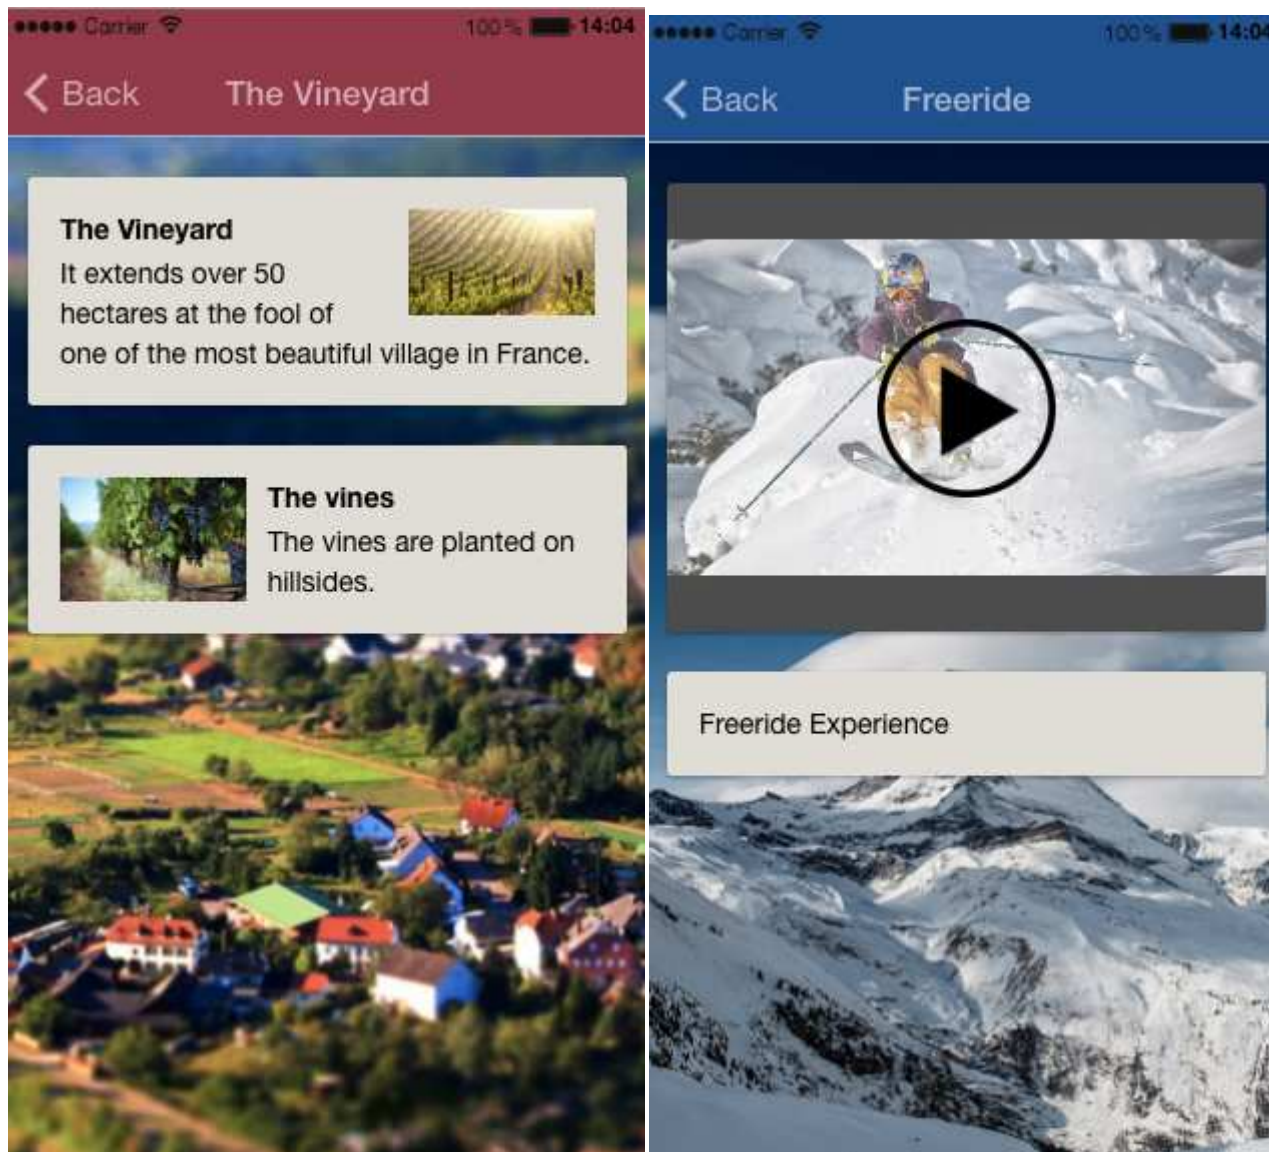 Carrier 100% 14:04
Back The Vineyard
The Vineyard
It extends over 50
hectares at the fool of
one of the most beautiful village in France.
The vines
The vines are planted on
hillsides.
Carrier 100% 14:04
Back Freeride
Freeride Experience